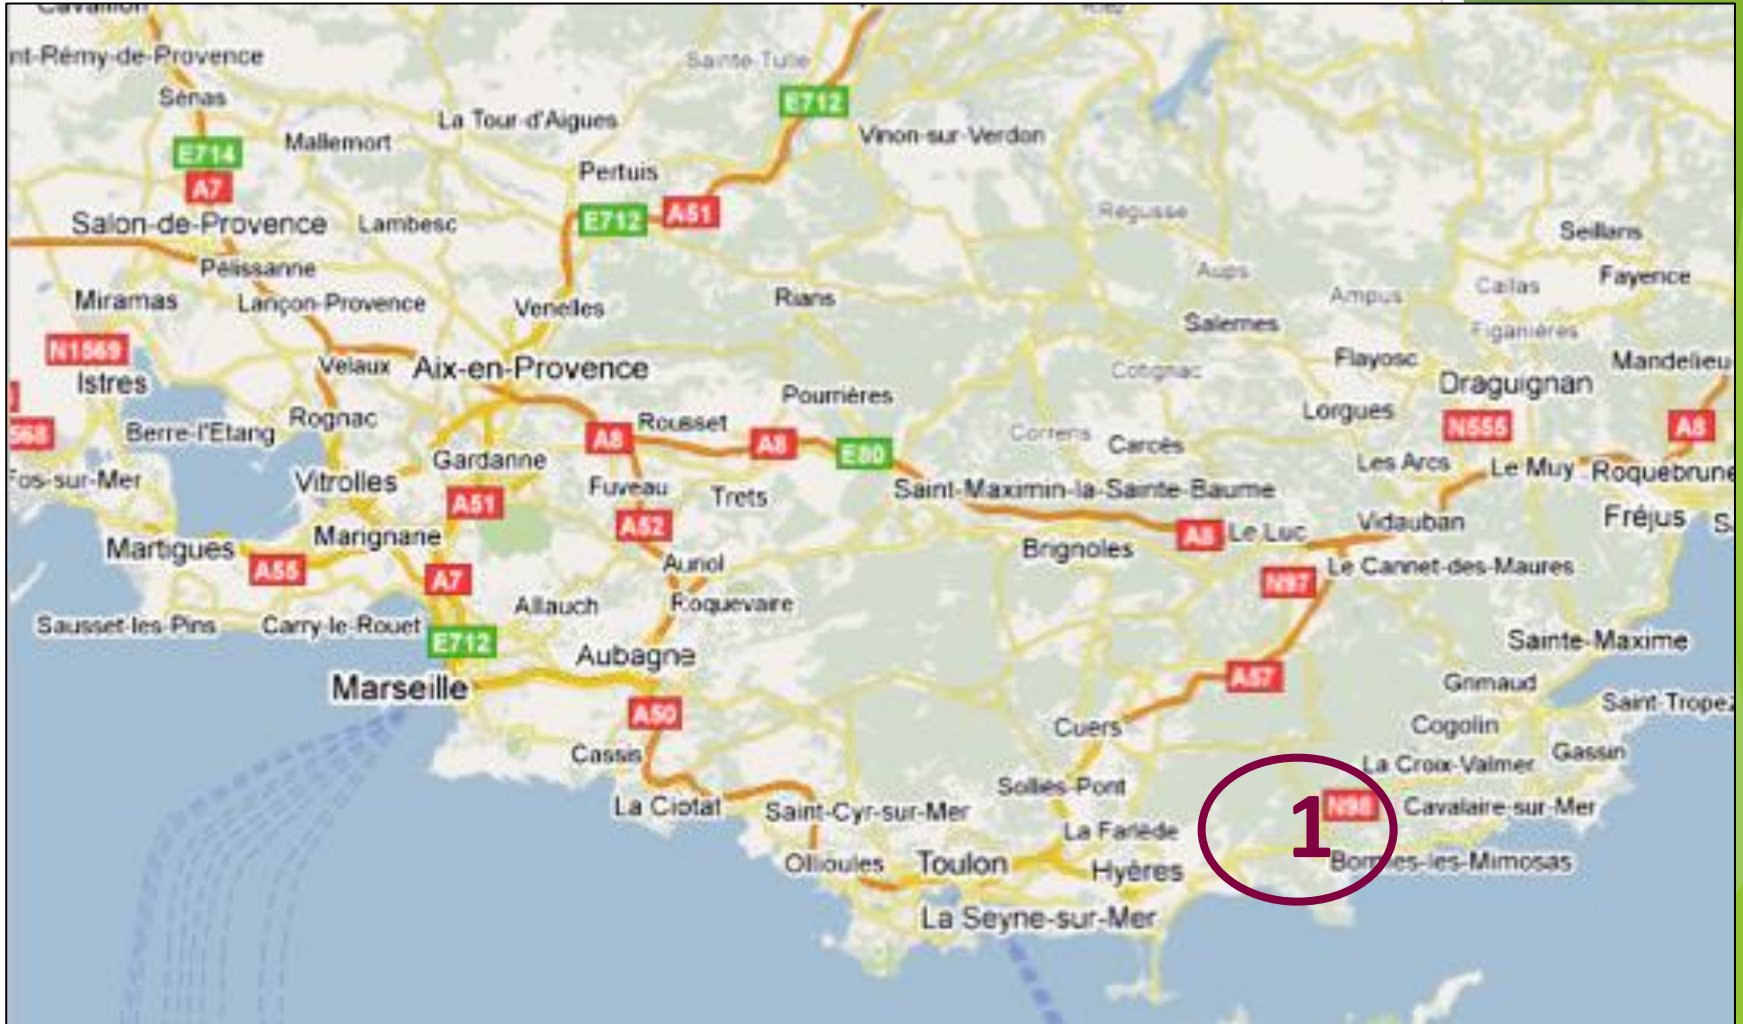 Cavaillon
nt-Rémy-de-Provence
Sainte-Tulle
Sénas
E712
La Tour-d'Aigues
Mallemort
Vinon-sur-Verdon
E714
Pertuis
A7
E712
A51
Régusse
Salon-de-Provence
Lambesc
Seillans
Pélissanne
Aups
Callas
Fayence
Miramas
Lançon-Provence
Venelles
Rians
Ampus
Salernes
Figanières
N1569
Velaux
Aix-en-Provence
Cotignac
Flayosc
Mandelieu-
Istres
Draguignan
Pourrières
Lorgues
568
Berre-l'Etang
Rognac
A8
Rousset
A8
E80
Correns
Carcès
N555
A8
Gardanne
Les Arcs
Le Muy
Roquebrune
Fos-sur-Mer
Vitrolles
A51
Fuveau
Trets
Saint-Maximin-la-Sainte-Baume
Marignane
A52
A8
Le Luc
Vidauban
Fréjus
S
Martigues
A55
A7
Auriol
Brignoles
N97
Le Cannet-des-Maures
Allauch
Roquevaire
Sausset-les-Pins
Carry-le-Rouet
E712
Aubagne
Sainte-Maxime
Marseille
A57
Grimaud
Saint-Tropez
A50
Cuers
Cogolin
Cassis
Gassin
La Croix-Valmer
Solliès-Pont
La Ciotat
Saint-Cyr-sur-Mer
1
N98
Cavalaire-sur-Mer
La Farlède
Ollioules
Toulon
Hyères
Bormes-les-Mimosas
La Seyne-sur-Mer